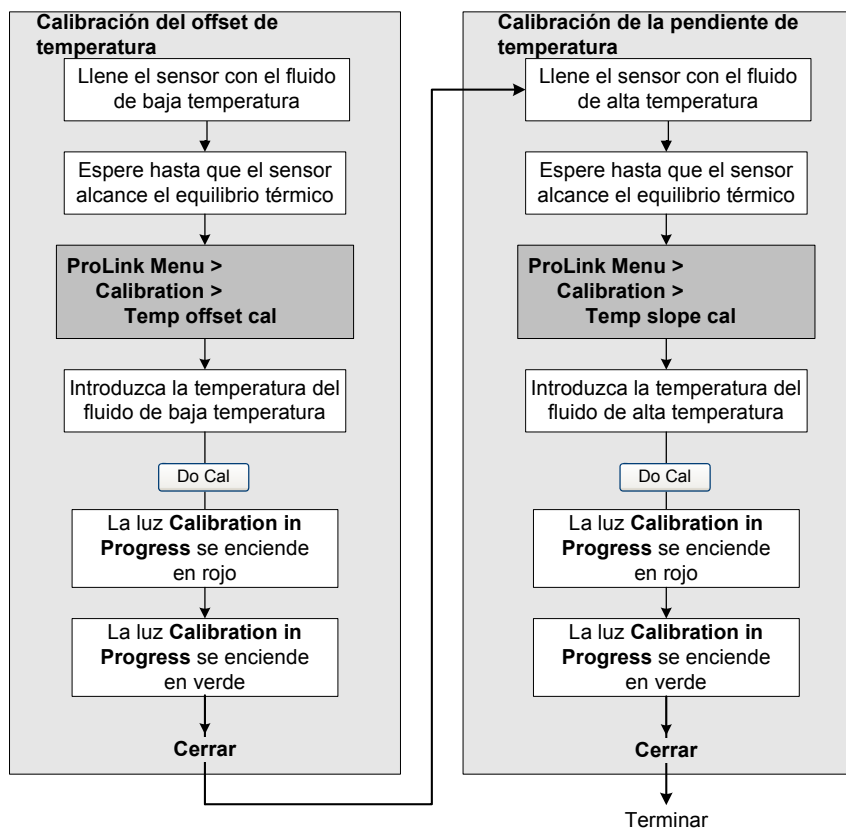 Calibración del offset de
temperatura
Llene el sensor con el fluido
de baja temperatura
Espere hasta que el sensor
alcance el equilibrio térmico
ProLink Menu >
Calibration >
Temp offset cal
Introduzca la temperatura del
fluido de baja temperatura
Do Cal
La luz Calibration in
Progress se enciende
en rojo
La luz Calibration in
Progress se enciende
en verde
Cerrar
Calibración de la pendiente de
temperatura
Llene el sensor con el fluido
de alta temperatura
Espere hasta que el sensor
alcance el equilibrio térmico
ProLink Menu >
Calibration >
Temp slope cal
Introduzca la temperatura del
fluido de alta temperatura
Do Cal
La luz Calibration in
Progress se enciende
en rojo
La luz Calibration in
Progress se enciende
en verde
Cerrar
Terminar